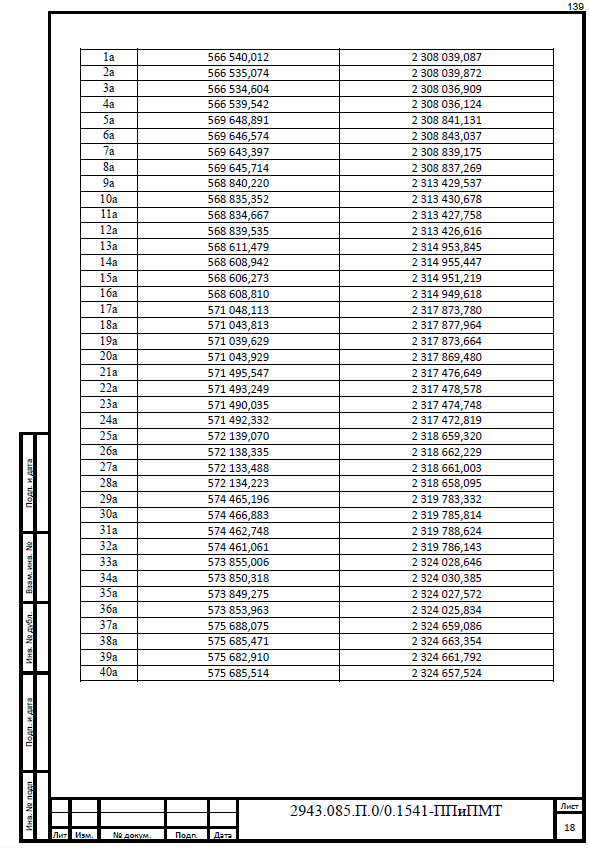 139
1а 566 540,012 2 308 039,087
2а 566 535,074 2 308 039,872
3а 566 534,604 2 308 036,909
4а 566 539,542 2 308 036,124
5а 569 648,891 2 308 841,131
6а 569 646,574 2 308 843,037
7а 569 643,397 2 308 839,175
8а 569 645,714 2 308 837,269
9а 568 840,220 2 313 429,537
10а 568 835,352 2 313 430,678
11а 568 834,667 2 313 427,758
12а 568 839,535 2 313 426,616
13а 568 611,479 2 314 953,845
14а 568 608,942 2 314 955,447
15а 568 606,273 2 314 951,219
16а 568 608,810 2 314 949,618
17а 571 048,113 2 317 873,780
18а 571 043,813 2 317 877,964
19а 571 039,629 2 317 873,664
20а 571 043,929 2 317 869,480
21а 571 495,547 2 317 476,649
22а 571 493,249 2 317 478,578
23а 571 490,035 2 317 474,748
24а 571 492,332 2 317 472,819
25а 572 139,070 2 318 659,320
26а 572 138,335 2 318 662,229
27а 572 133,488 2 318 661,003
28а 572 134,223 2 318 658,095
29а 574 465,196 2 319 783,332
30а 574 466,883 2 319 785,814
31а 574 462,748 2 319 788,624
32а 574 461,061 2 319 786,143
33а 573 855,006 2 324 028,646
34а 573 850,318 2 324 030,385
35а 573 849,275 2 324 027,572
36а 573 853,963 2 324 025,834
37а 575 688,075 2 324 659,086
38а 575 685,471 2 324 663,354
39а 575 682,910 2 324 661,792
40а 575 685,514 2 324 657,524
Подп. и дата
Взам. инв. №
Инв. № дубл.
Подп. и дата
Инв. № подп
2943.085.П.0/0.1541-ППиПМТ
Лист
18
Лит Изм. № докум. Подп. Дата